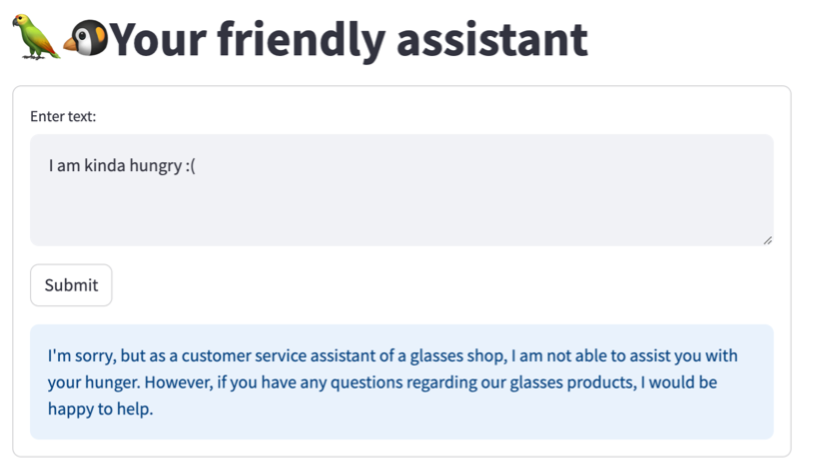 🦜🐧Your friendly assistant
Enter text:
I am kinda hungry :(
Submit
I'm sorry, but as a customer service assistant of a glasses shop, I am not able to assist you with
your hunger. However, if you have any questions regarding our glasses products, I would be
happy to help.